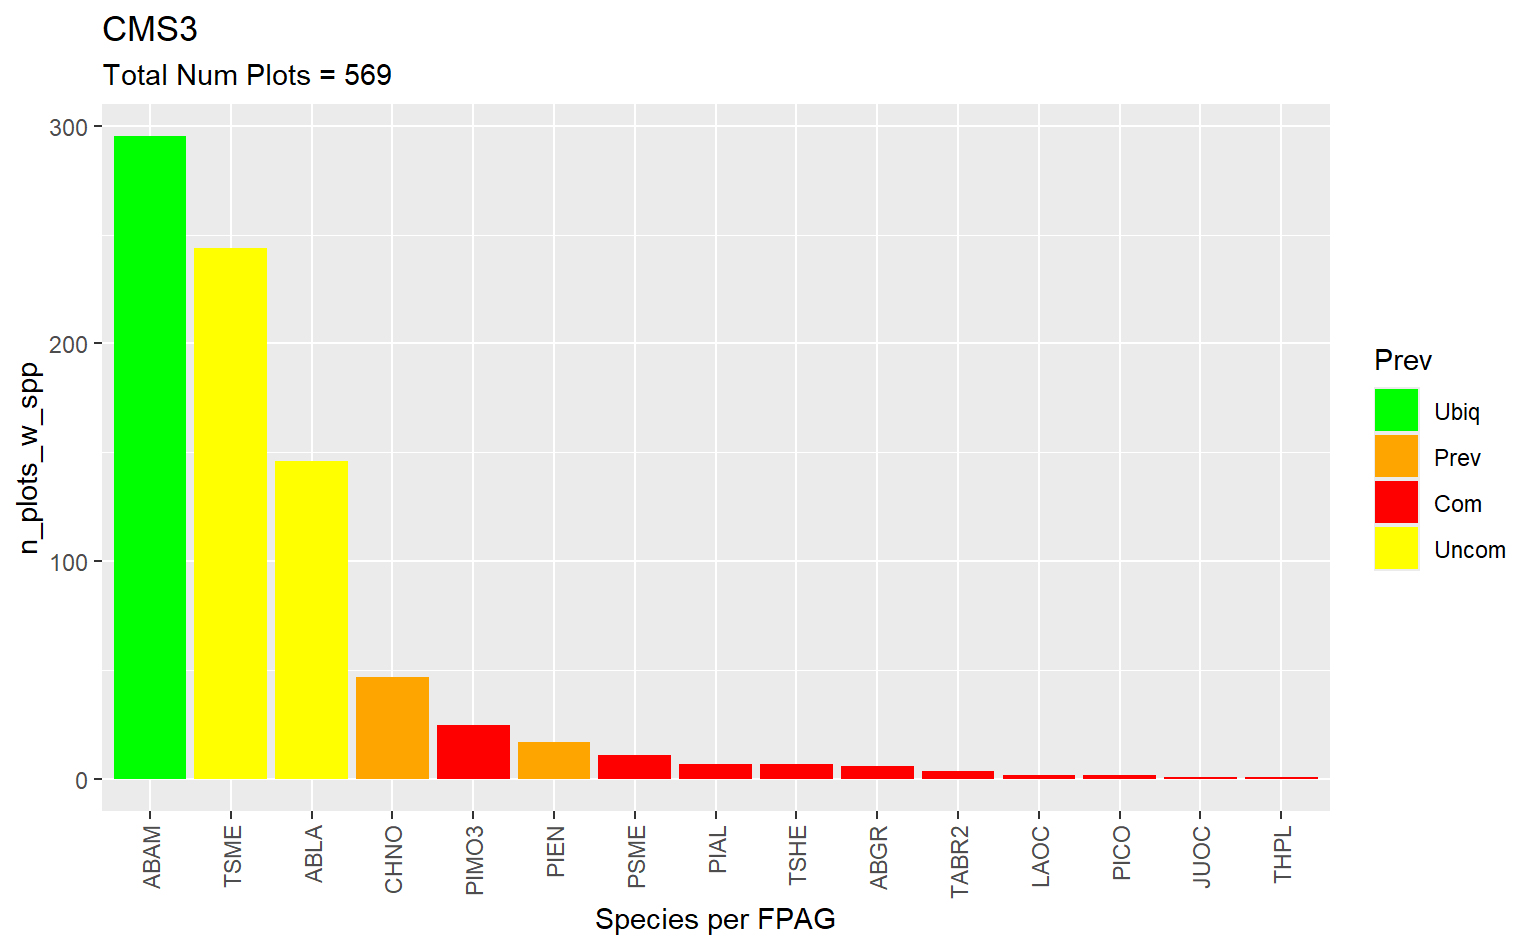 CMS3
Total Num Plots = 569
n_plots_w_spp
300
200
100
0
ABAM
TSME
ABLA
CHNO
PIMO3
PIEN
PSME
PIAL
TSHE
ABGR
TABR2
LAOC
PICO
JUOC
THPL
Species per FPAG
Prev
Ubiq
Prev
Com
Uncom